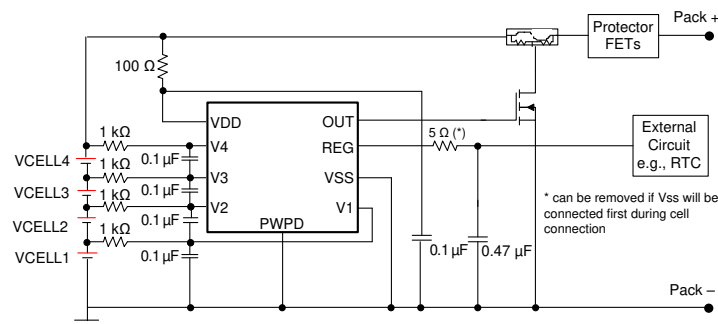 Pack +
Protector
FETs
100 Ω
VDD
OUT
1 kΩ
V4
REG
5 Ω (*)
External
Circuit
e.g., RTC
VCELL4
1 kΩ
0.1 µF
V3
VSS
VCELL3
1 kΩ
0.1 µF
V2
V1
* can be removed if Vss will be
connected first during cell
connection
VCELL2
1 kΩ
0.1 µF
PWPD
VCELL1
0.1 µF
0.1 µF
0.47 µF
Pack –